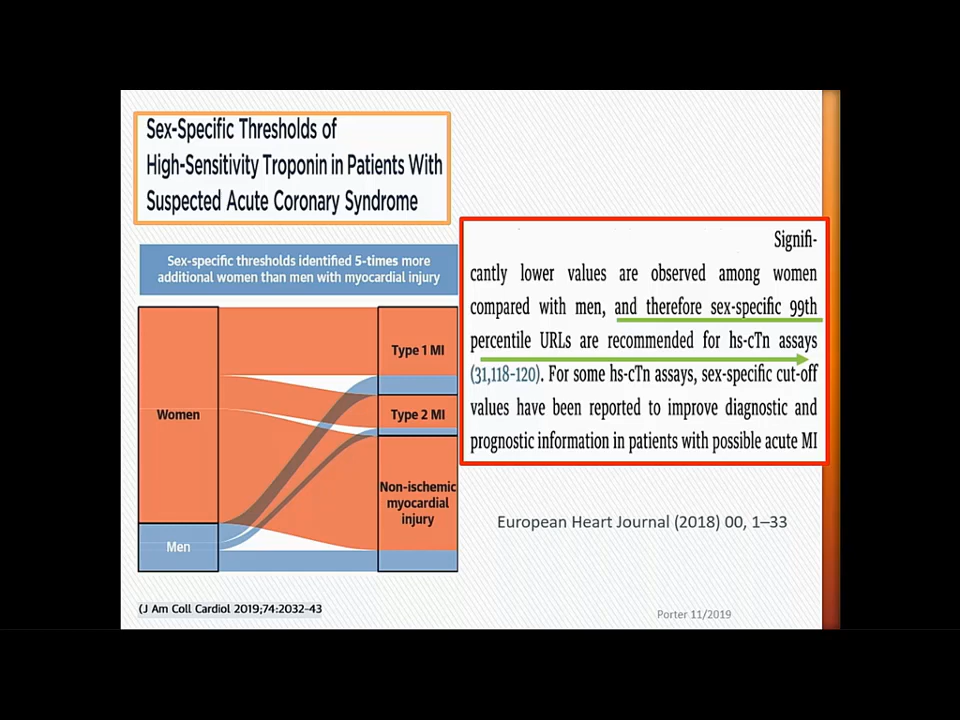 Sex-Specific Thresholds of
High-Sensitivity Troponin in Patients With
Suspected Acute Coronary Syndrome
Sex-specific thresholds identified 5-times more
additional women than men with myocardial injury
Women
Men
Type 1 MI
Type 2 MI
Non-ischemic
myocardial
injury
(J Am Coll Cardiol 2019;74:2032-43
Signifi-
cantly lower values are observed among women
compared with men, and therefore sex-specific 99th
percentile URLs are recommended for hs-cTn assays
(31,118-120). For some hs-cTn assays, sex-specific cut-off
values have been reported to improve diagnostic and
prognostic information in patients with possible acute MI
European Heart Journal (2018) 00, 1–33
Porter 11/2019